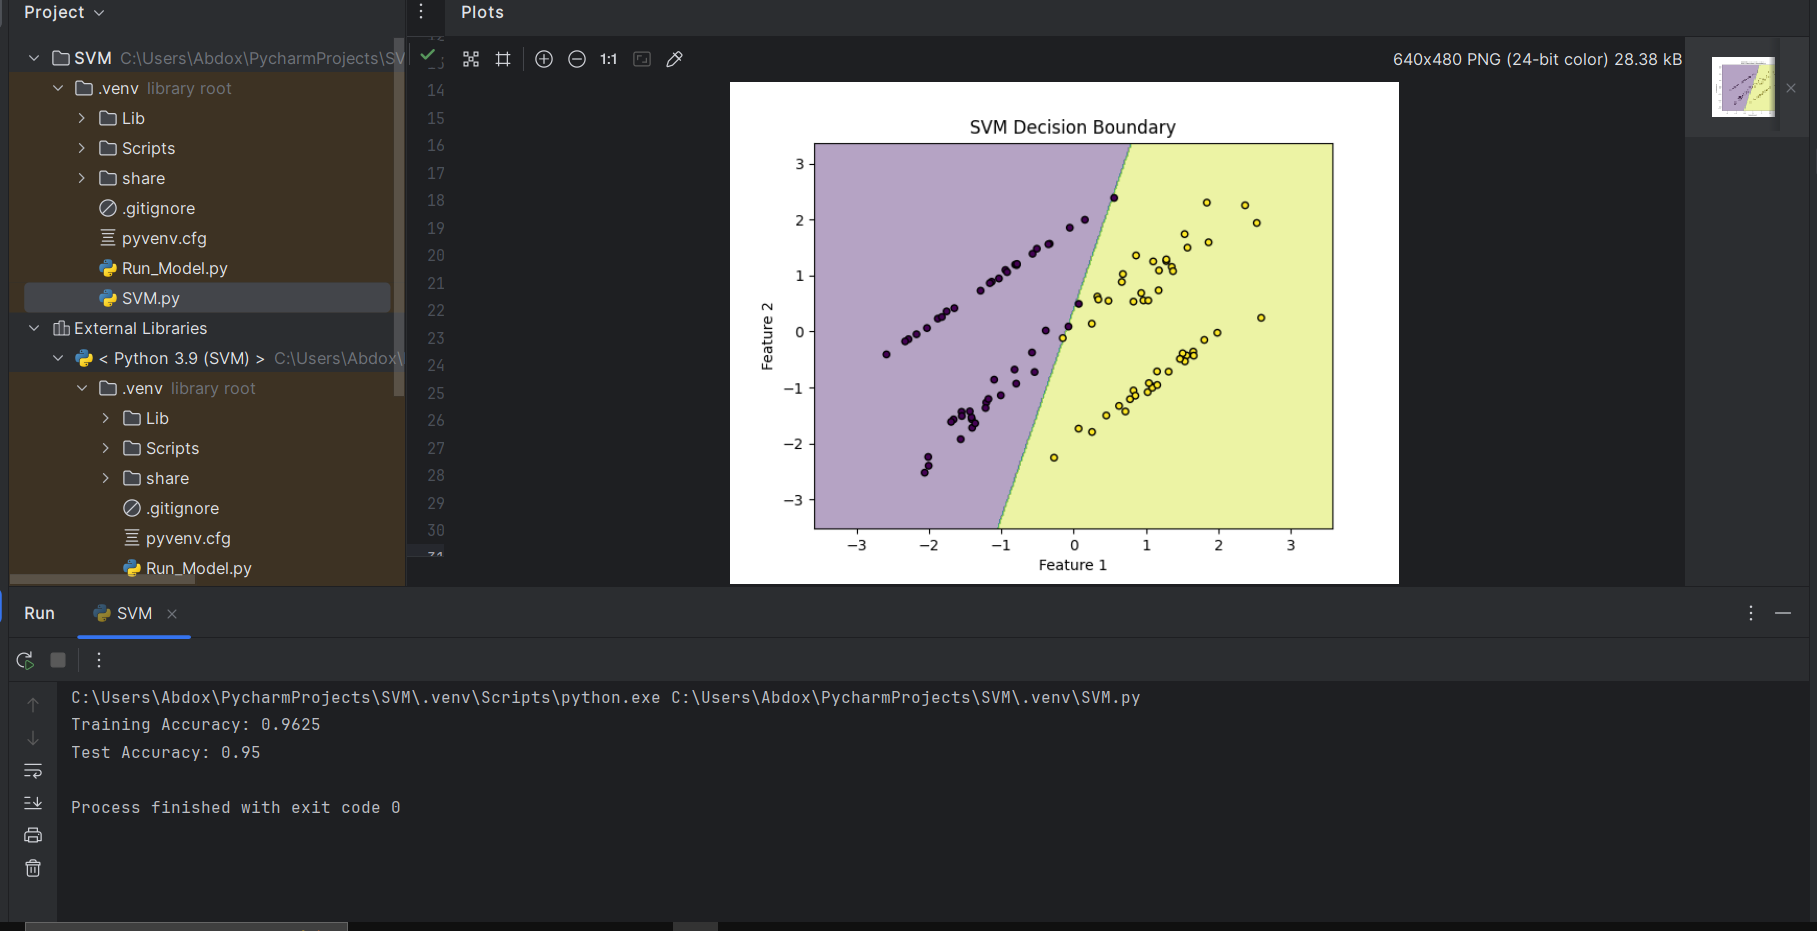 Project
Plots
SVM C:\Users\Abdox\PycharmProjects\SV
.venv library root
Lib
Scripts
share
.gitignore
pyvenv.cfg
Run_Model.py
SVM.py
External Libraries
< Python 3.9 (SVM) > C:\Users\Abdox\
.venv library root
Lib
Scripts
share
.gitignore
pyvenv.cfg
Run_Model.py
14
15
16
17
18
19
20
21
22
23
24
25
26
27
28
29
30
1:1
640x480 PNG (24-bit color) 28.38 kB
SVM Decision Boundary
3
2
1
0
−1
−2
−3
Feature 2
−3 −2 −1 0 1 2 3
Feature 1
Run SVM
C:\Users\Abdox\PycharmProjects\SVM\.venv\Scripts\python.exe C:\Users\Abdox\PycharmProjects\SVM\.venv\SVM.py
Training Accuracy: 0.9625
Test Accuracy: 0.95
Process finished with exit code 0